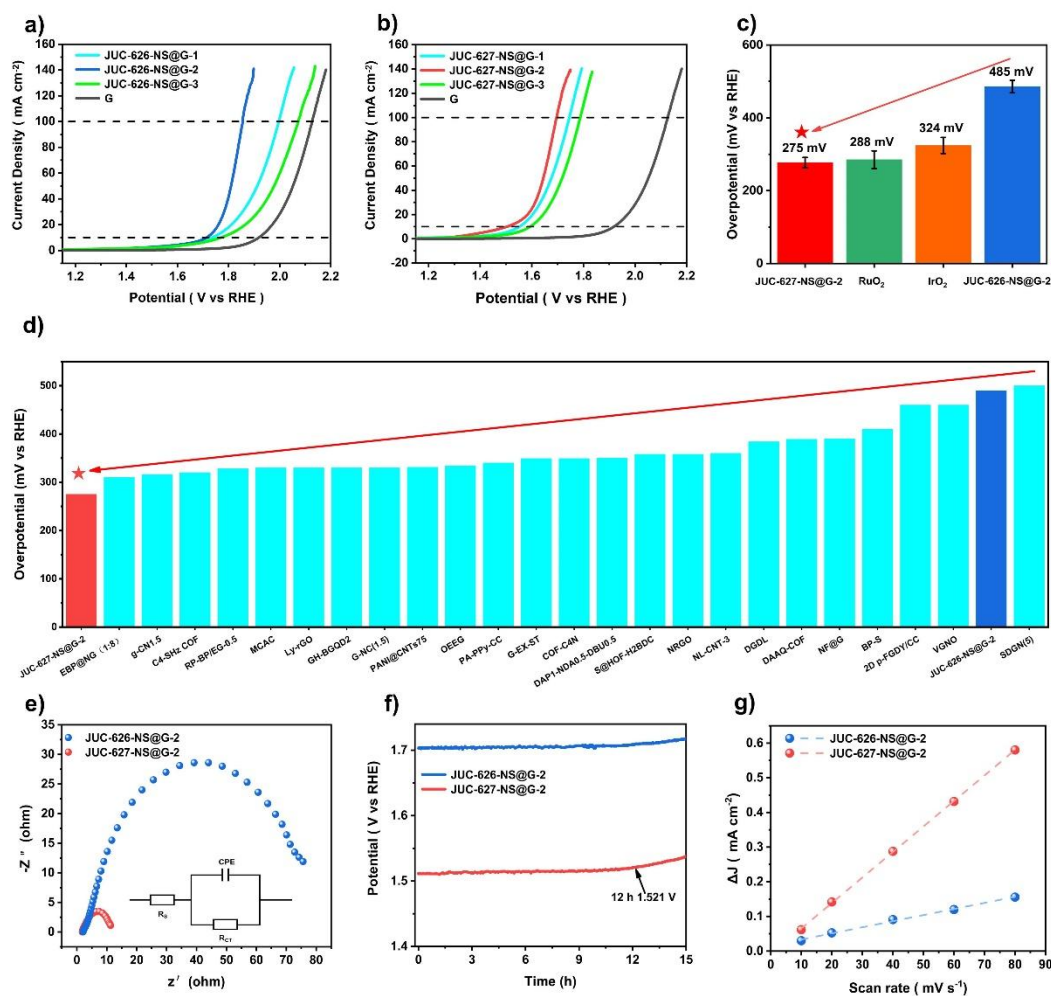 a)
JUC-626-NS@G-1
JUC-626-NS@G-2
JUC-626-NS@G-3
G
Current Density ( mA cm-2)
160
140
120
100
80
60
40
20
0
-20
1.2 1.4 1.6 1.8 2.0 2.2
Potential ( V vs RHE )
b)
JUC-627-NS@G-1
JUC-627-NS@G-2
JUC-627-NS@G-3
G
Current Density ( mA cm-2)
160
140
120
100
80
60
40
20
0
-20
1.2 1.4 1.6 1.8 2.0 2.2
Potential ( V vs RHE )
c)
Overpotential (mV vs RHE)
600
400
200
0
275 mV
288 mV
324 mV
485 mV
JUC-627-NS@G-2 RuO2 IrO2 JUC-626-NS@G-2
d)
Overpotential (mV vs RHE)
500
400
300
200
100
0
JUC-627-NS@G-2
EBP@NG (1:8)
g-CN1.5
C4-SHz COF
RP-BP/EG-0.5
MCAC
Ly-rGO
GH-BGQD2
G-NC(1.5)
PANI@CNTs75
OEEG
PA-PPy-CC
G-EX-ST
COF-C4N
DAP1-NDA0.5-DBU0.5
S@HOF-H2BDC
NRGO
NL-CNT-3
DGDL
DAAQ-COF
NF@G
BP-S
2D p-FGDY/CC
VGNO
JUC-626-NS@G-2
SDGN(5)
e)
JUC-626-NS@G-2
JUC-627-NS@G-2
-Z'' (ohm)
35
30
25
20
15
10
5
0
CPE
RS
RCT
0 10 20 30 40 50 60 70 80
Z' (ohm)
f)
Potential ( V vs RHE)
1.7
1.6
1.5
1.4
JUC-626-NS@G-2
JUC-627-NS@G-2
12 h 1.521 V
0 3 6 9 12 15
Time (h)
g)
JUC-626-NS@G-2
JUC-627-NS@G-2
ΔJ ( mA cm-2)
0.6
0.5
0.4
0.3
0.2
0.1
0.0
0 10 20 30 40 50 60 70 80 90
Scan rate ( mV s-1)